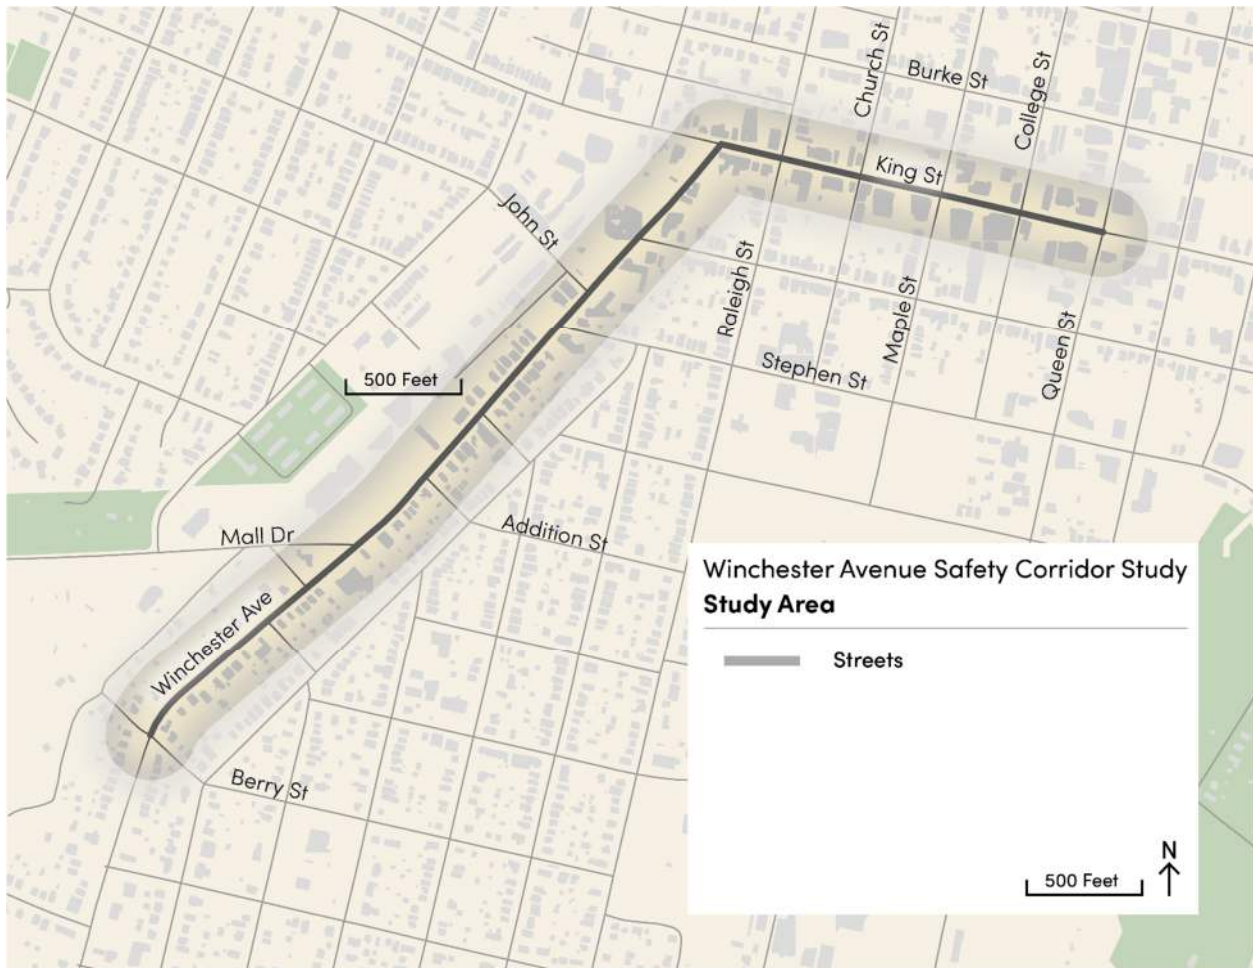 Church St
Burke St
College St
King St
John St
Raleigh St
Maple St
Queen St
Stephen St
500 Feet
Mall Dr
Addition St
Winchester Ave
Berry St
Winchester Avenue Safety Corridor Study
Study Area
Streets
500 Feet
N